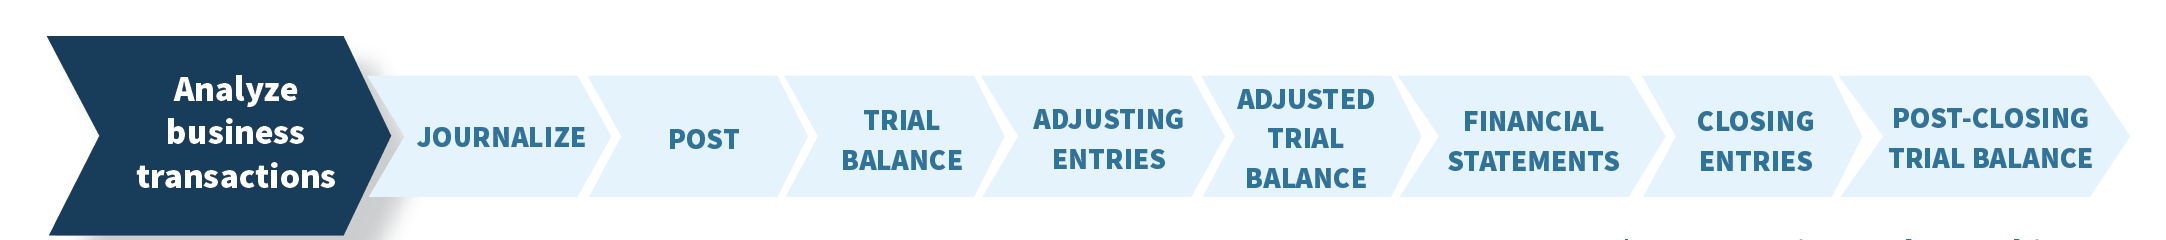 Analyze
business
transactions
JOURNALIZE
POST
TRIAL
BALANCE
ADJUSTING
ENTRIES
ADJUSTED
TRIAL
BALANCE
FINANCIAL
STATEMENTS
CLOSING
ENTRIES
POST-CLOSING
TRIAL BALANCE